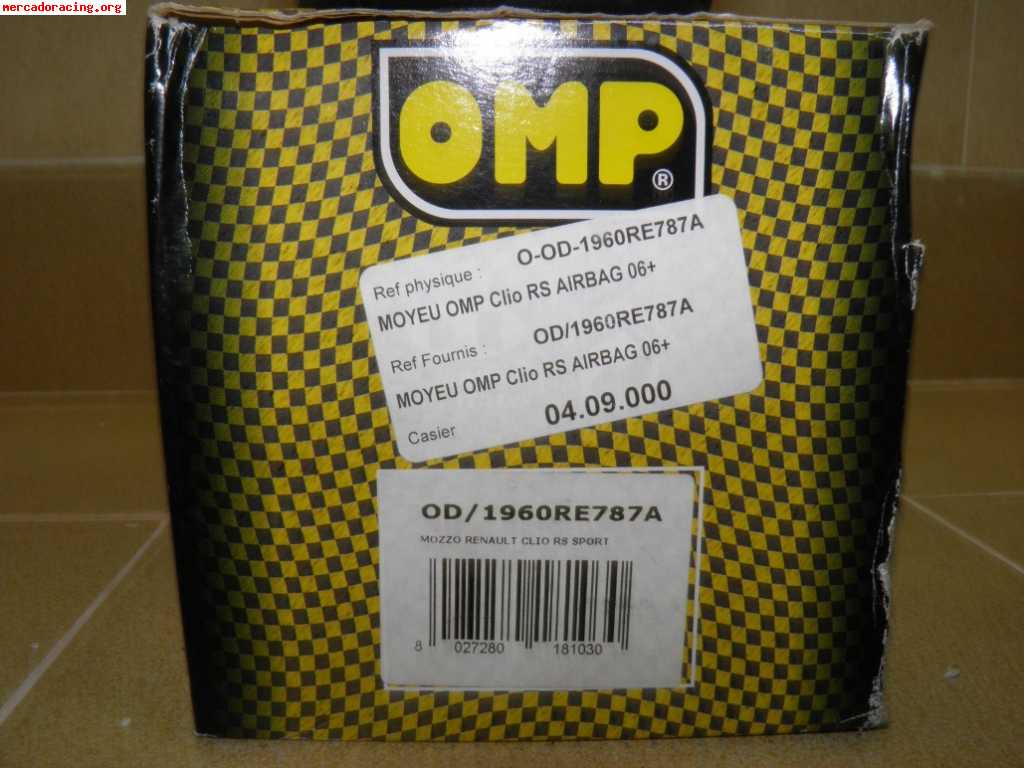 mercadoracing.org
OMP®
Ref physique : O-OD-1960RE787A
MOYEU OMP Clio RS AIRBAG 06+
Ref Fournis : OD/1960RE787A
MOYEU OMP Clio RS AIRBAG 06+
Casier 04.09.000
OD/1960RE787A
MOZZO RENAULT CLIO RS SPORT
8 027280 181030